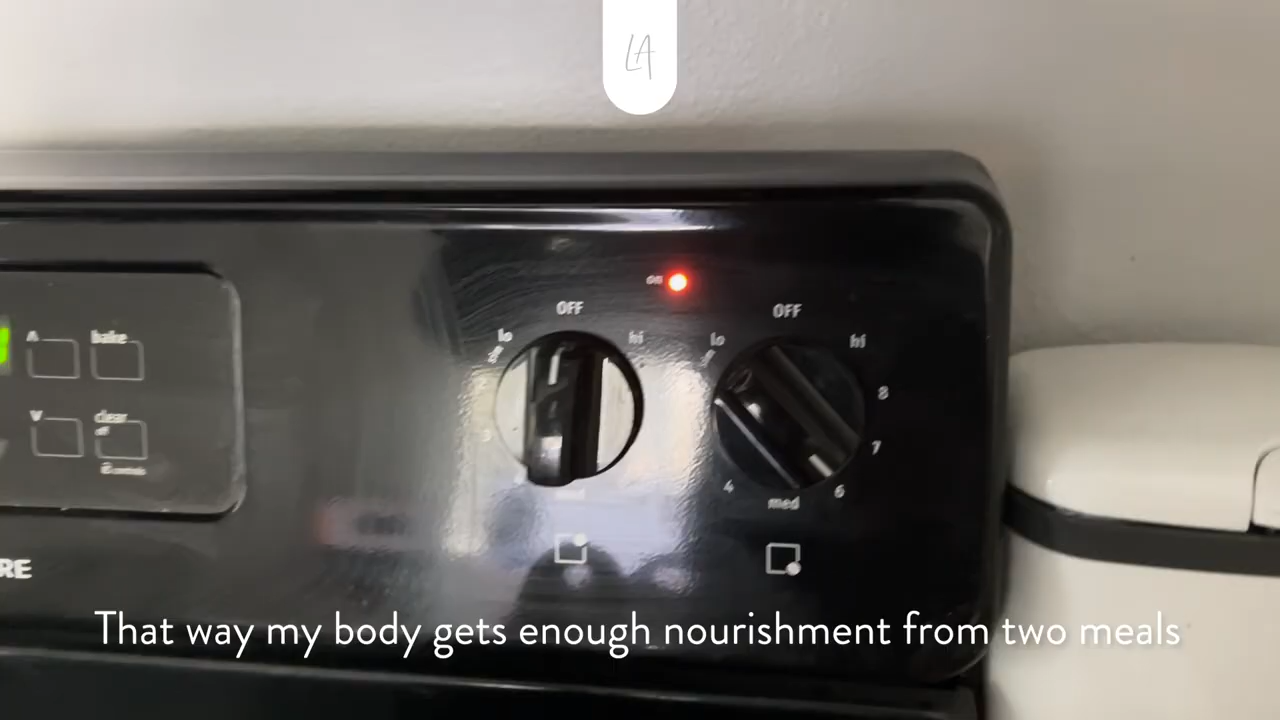 LA
on
OFF
OFF
lo
hi
lo
hi
8
7
6
med
4
A
bake
V
clear
off
RE
That way my body gets enough nourishment from two meals